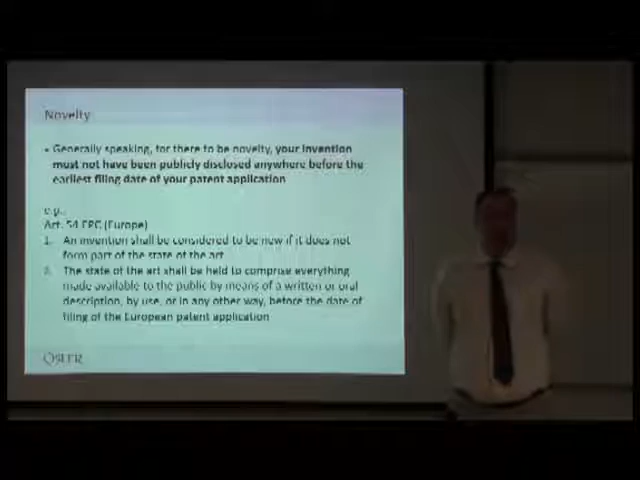 Novelty
• Generally speaking, for there to be novelty, your invention
must not have been publicly disclosed anywhere before the
earliest filing date of your patent application
e.g.
Art. 54 EPC (Europe)
1. An invention shall be considered to be new if it does not
form part of the state of the art
2. The state of the art shall be held to comprise everything
made available to the public by means of a written or oral
description, by use, or in any other way, before the date of
filing of the European patent application
OSLER